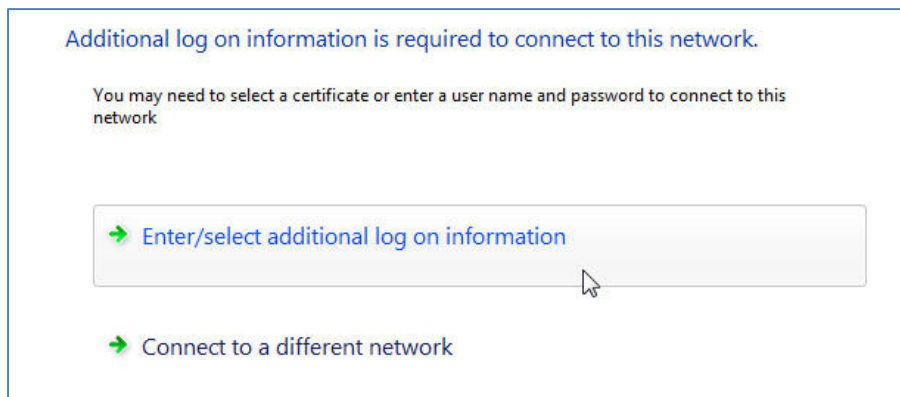 Additional log on information is required to connect to this network.
You may need to select a certificate or enter a user name and password to connect to this
network
Enter/select additional log on information
Connect to a different network